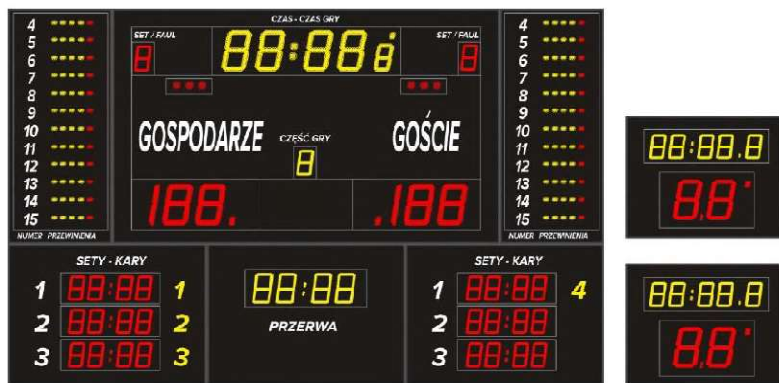 CZAS - CZAS GRY
SET / FAUL
8
88:88 8
SET / FAUL
8
GOSPODARZE
CZĘŚĆ GRY
8
GOŚCIE
188.
.188
4
5
6
7
8
9
10
11
12
13
14
15
NUMER PRZEWINIENIA
4
5
6
7
8
9
10
11
12
13
14
15
NUMER PRZEWINIENIA
SETY - KARY
1 88:88 1
2 88:88 2
3 88:88 3
88:88
PRZERWA
SETY - KARY
1 88:88 4
2 88:88
3 88:88
88:88.8
8.8
88:88.8
8.8